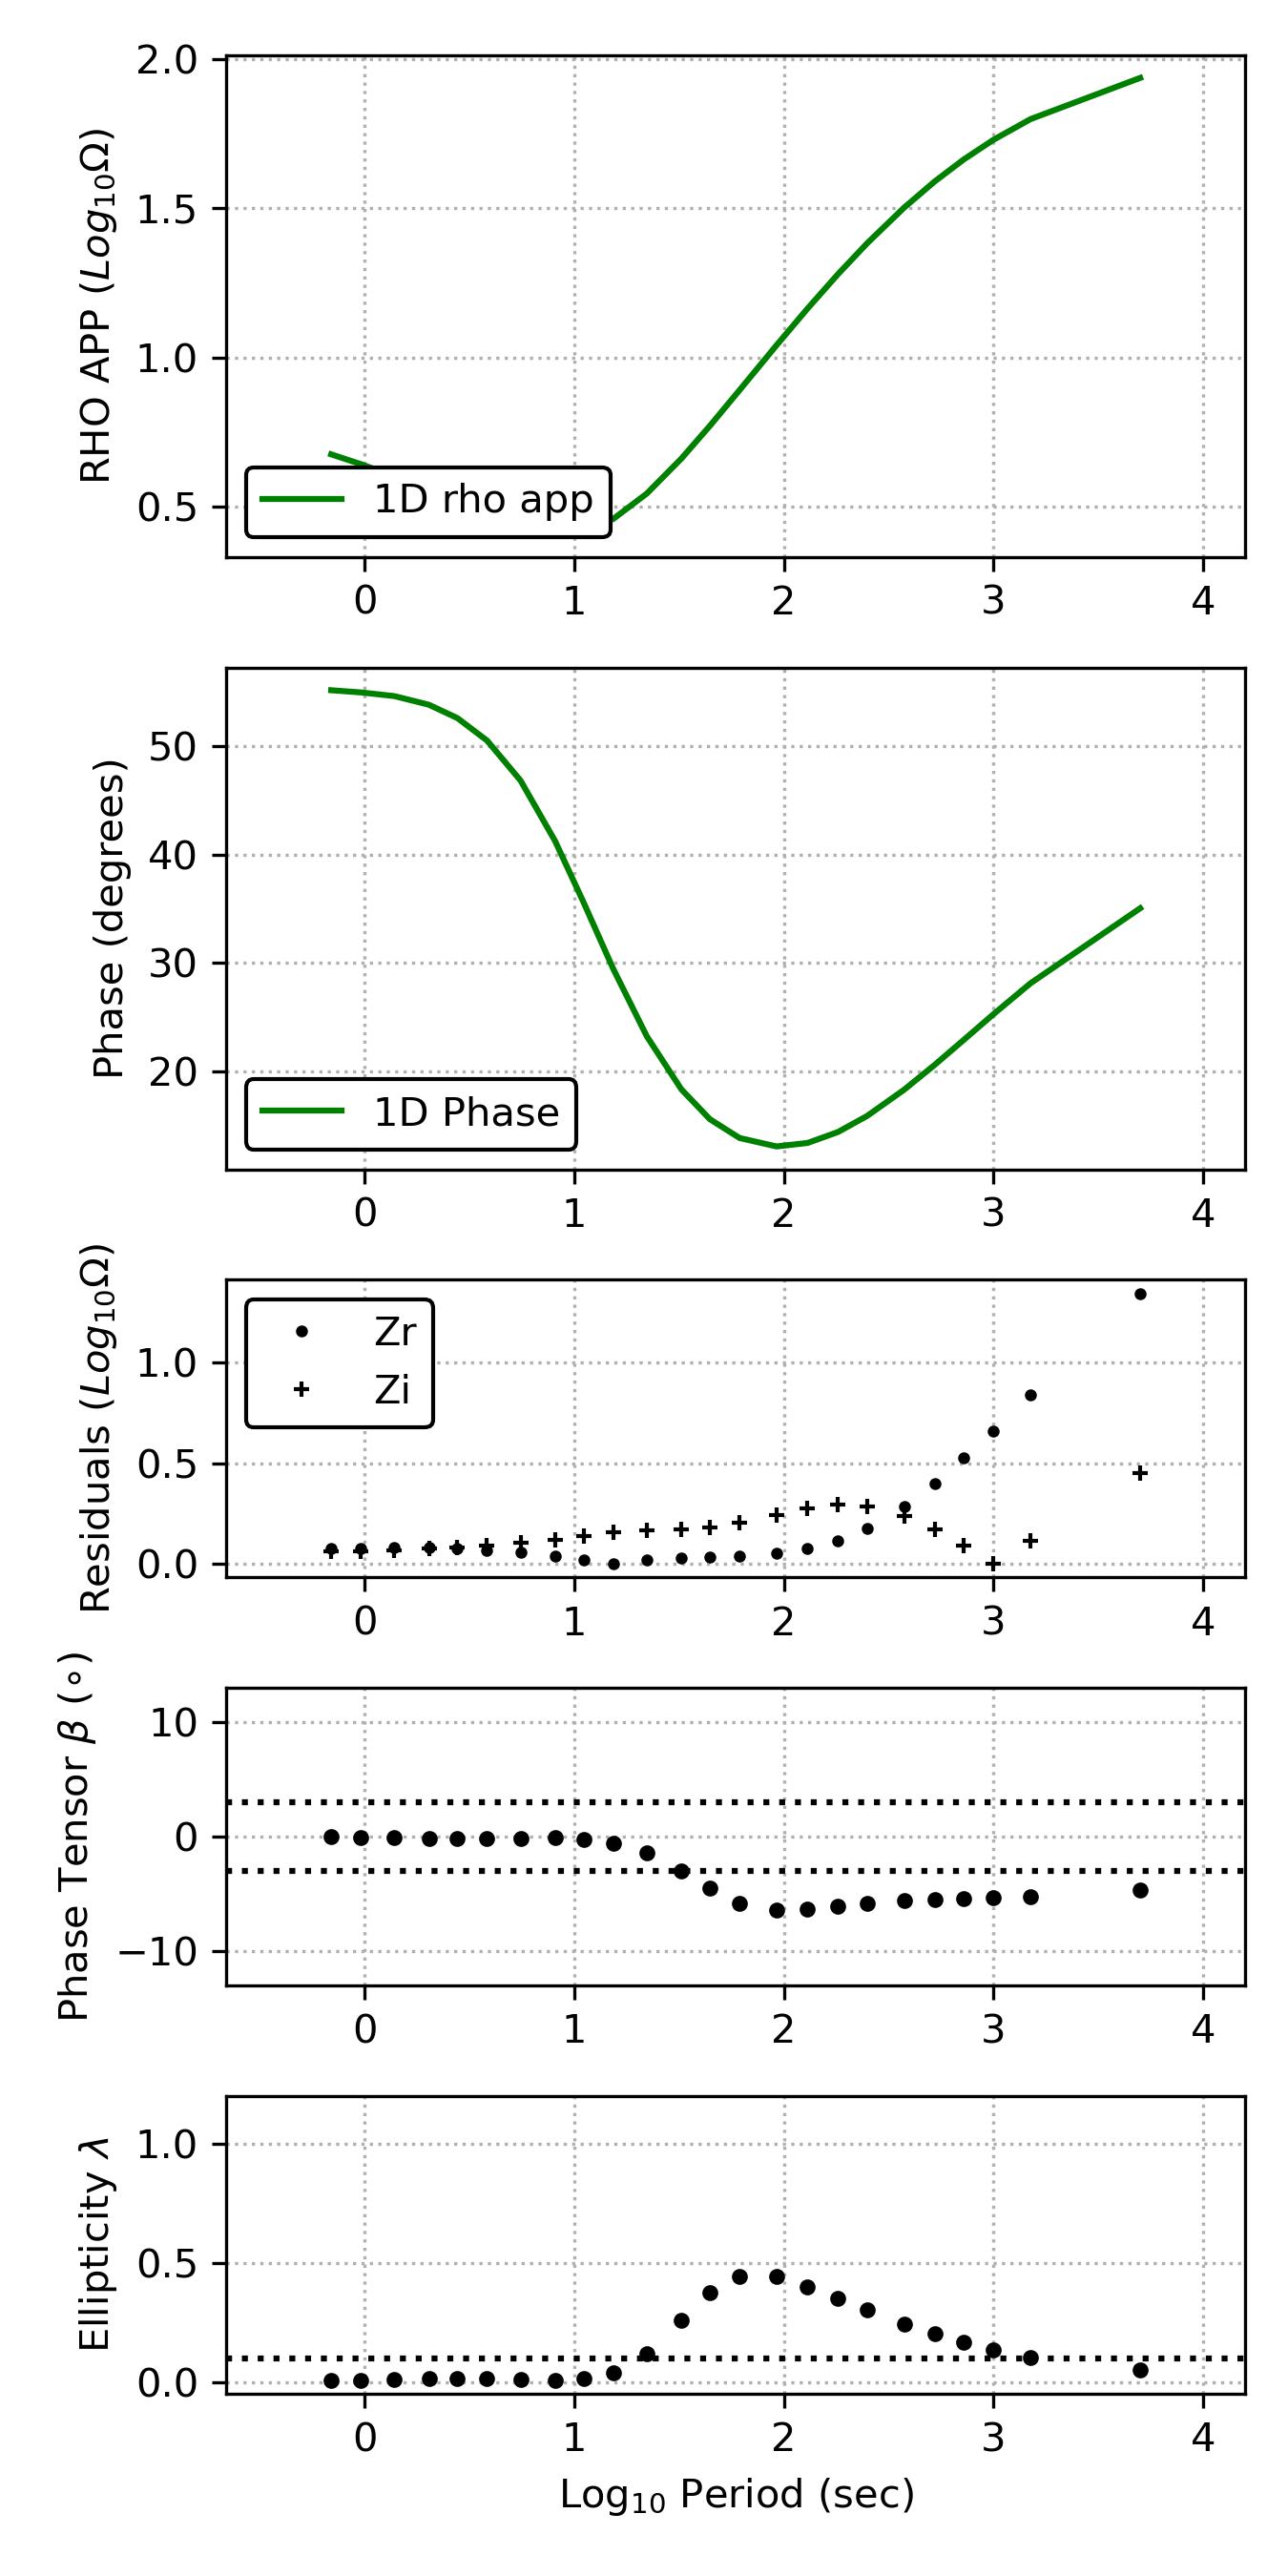 RHO APP (Log₁₀Ω)
2.0
1.5
1.0
0.5
1D rho app
0 1 2 3 4
Phase (degrees)
50
40
30
20
1D Phase
0 1 2 3 4
Residuals (Log₁₀Ω)
1.0
0.5
0.0
Zr
Zi
0 1 2 3 4
Phase Tensor β (∘)
10
0
−10
0 1 2 3 4
Ellipticity λ
1.0
0.5
0.0
0 1 2 3 4
Log₁₀ Period (sec)